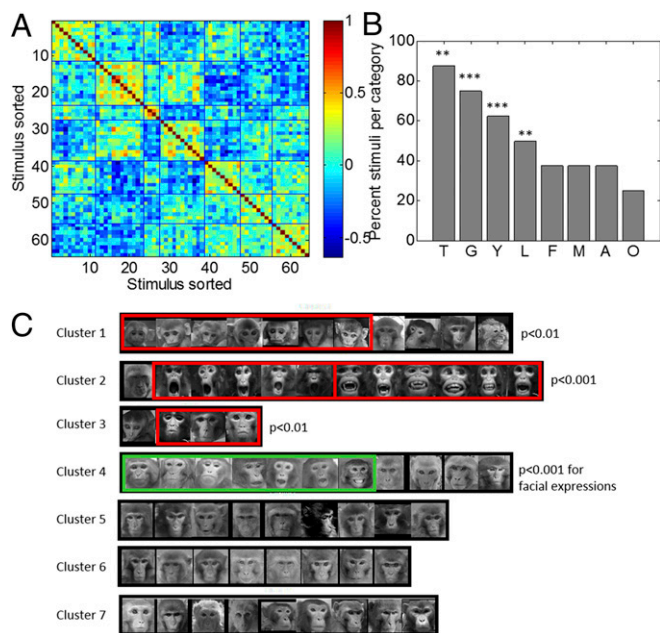 A
Stimulus sorted
10
20
30
40
50
60
10 20 30 40 50 60
Stimulus sorted
1
0.5
0
-0.5
B
Percent stimuli per category
100
80
60
40
20
0
** *** *** **
T G Y L F M A O
C
Cluster 1 p<0.01
Cluster 2 p<0.001
Cluster 3 p<0.01
Cluster 4 p<0.001 for
facial expressions
Cluster 5
Cluster 6
Cluster 7